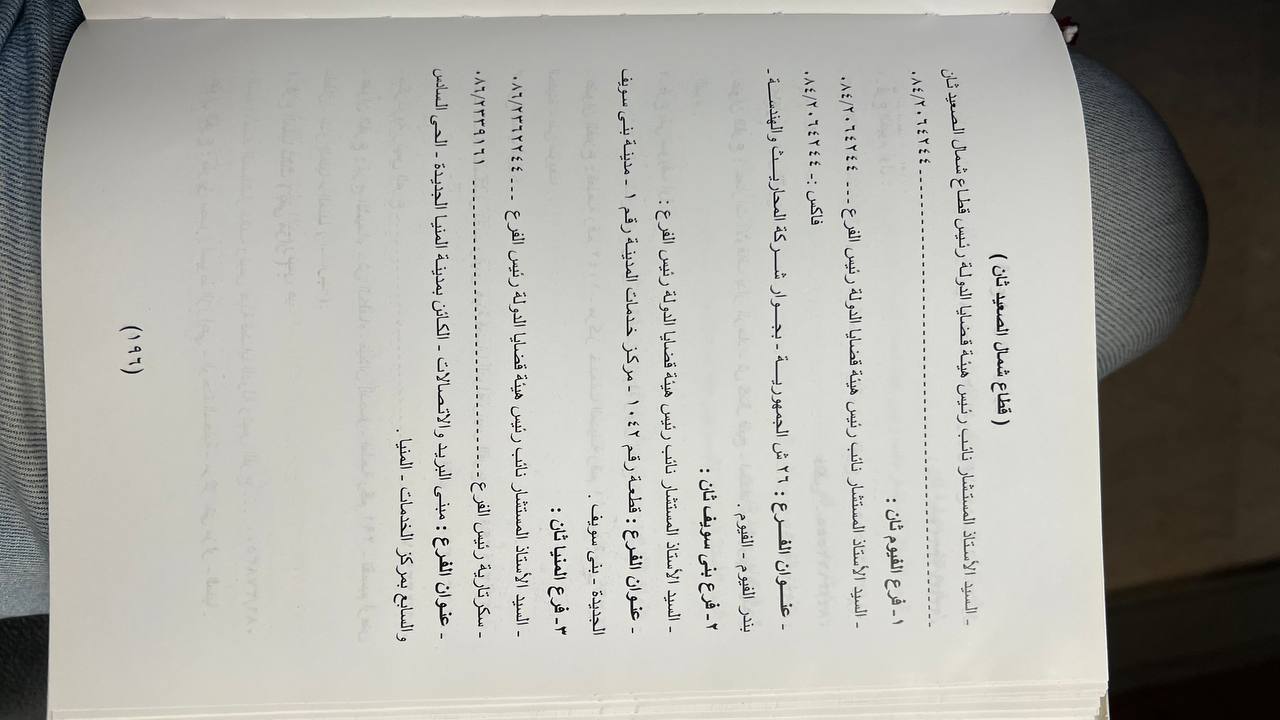 ( قطاع شمال الصعيد ثان )
- السيد الأستاذ المستشار نائب رئيس هيئة قضايا الدولة رئيس قطاع شمال الصعيد ثان
------------------------ ٠٨٤/٢٠٦٤٢٤٤
١- فرع الفيوم ثان :
- السيد الأستاذ المستشار نائب رئيس هيئة قضايا الدولة رئيس الفرع --- ٠٨٤/٢٠٦٤٢٤٤
فاكس :- ٠٨٤/٢٠٦٤٢٤٤
- عنوان الفرع : ٢٦ ش الجمهورية - بجوار شركة المحاريث والهندسة -
بندر الفيوم - الفيوم .
٢- فرع بنى سويف ثان :
- السيد الأستاذ المستشار نائب رئيس هيئة قضايا الدولة رئيس الفرع :
- عنوان الفرع : قطعة رقم ١٠٤٢ - مركز خدمات المدينة رقم ١ - مدينة بنى سويف
الجديدة - بنى سويف .
٣- فرع المنيا ثان :
- السيد الأستاذ المستشار نائب رئيس هيئة قضايا الدولة رئيس الفرع --- ٠٨٦/٢٣٦٢٢٤٤
- سكرتارية رئيس الفرع ------------------------ ٠٨٦/٢٣٣٩١٦١
- عنوان الفرع : مبنى البريد والاتصالات - الكائن بمدينة المنيا الجديدة - الحى السادس
والسابع بمركز الخدمات - المنيا .
(١٩٦)